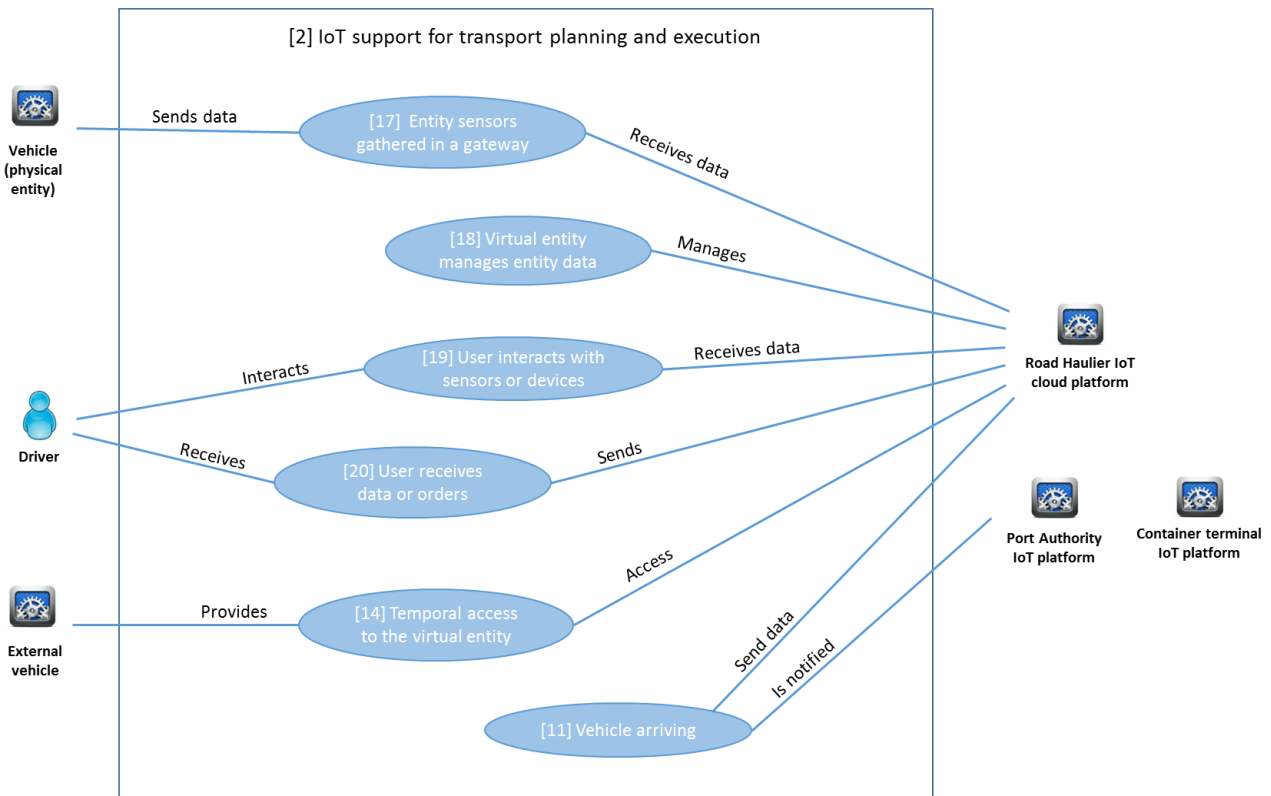 [2] IoT support for transport planning and execution
Sends data
[17] Entity sensors
gathered in a gateway
Receives data
Vehicle
(physical
entity)
[18] Virtual entity
manages entity data
Manages
[19] User interacts with
sensors or devices
Interacts
Receives data
Road Haulier IoT
cloud platform
Driver
Receives
[20] User receives
data or orders
Sends
Port Authority
IoT platform
Container terminal
IoT platform
Access
Provides
[14] Temporal access
to the virtual entity
External
vehicle
Send data
Is notified
[11] Vehicle arriving